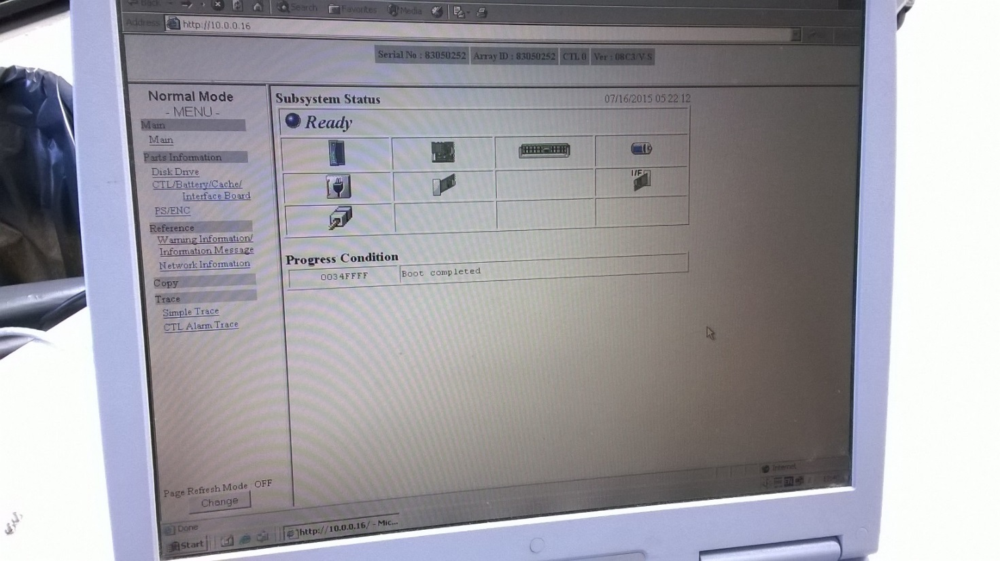 Back
Search
Favorites
Media
Address
http://10.0.0.16
Serial No : 83050252
Array ID : 83050252
CTL 0
Ver : 08C3/V-S
Normal Mode
- MENU -
Main
Main
Parts Information
Disk Drive
CTL/Battery/Cache/
Interface Board
PS/ENC
Reference
Warning Information/
Information Message
Network Information
Copy
Trace
Simple Trace
CTL Alarm Trace
Page Refresh Mode OFF
Change
Subsystem Status
07/16/2015 05 22 12
Ready
I/F
Progress Condition
0034FFFF
Boot completed
Done
Internet
Start
http://10.0.0.16/ - Mic...
EN